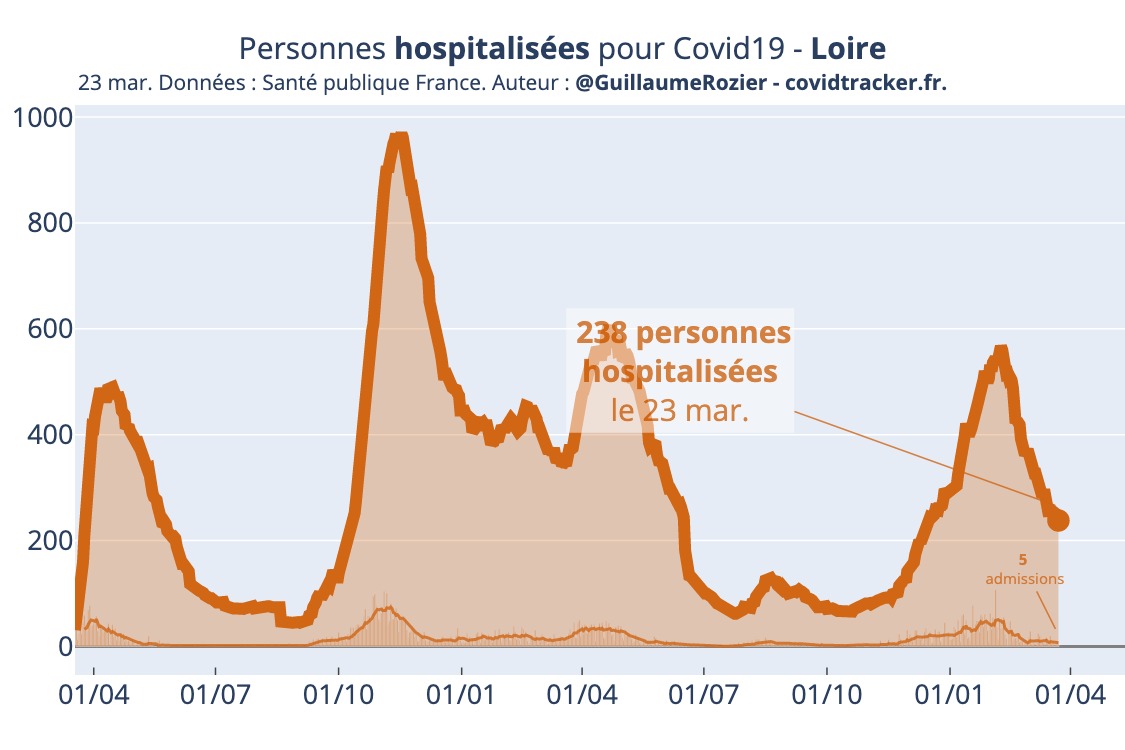 Personnes hospitalisées pour Covid19 - Loire
23 mar. Données : Santé publique France. Auteur : @GuillaumeRozier - covidtracker.fr.
1000
800
600
400
200
0
238 personnes
hospitalisées
le 23 mar.
5
admissions
01/04 01/07 01/10 01/01 01/04 01/07 01/10 01/01 01/04